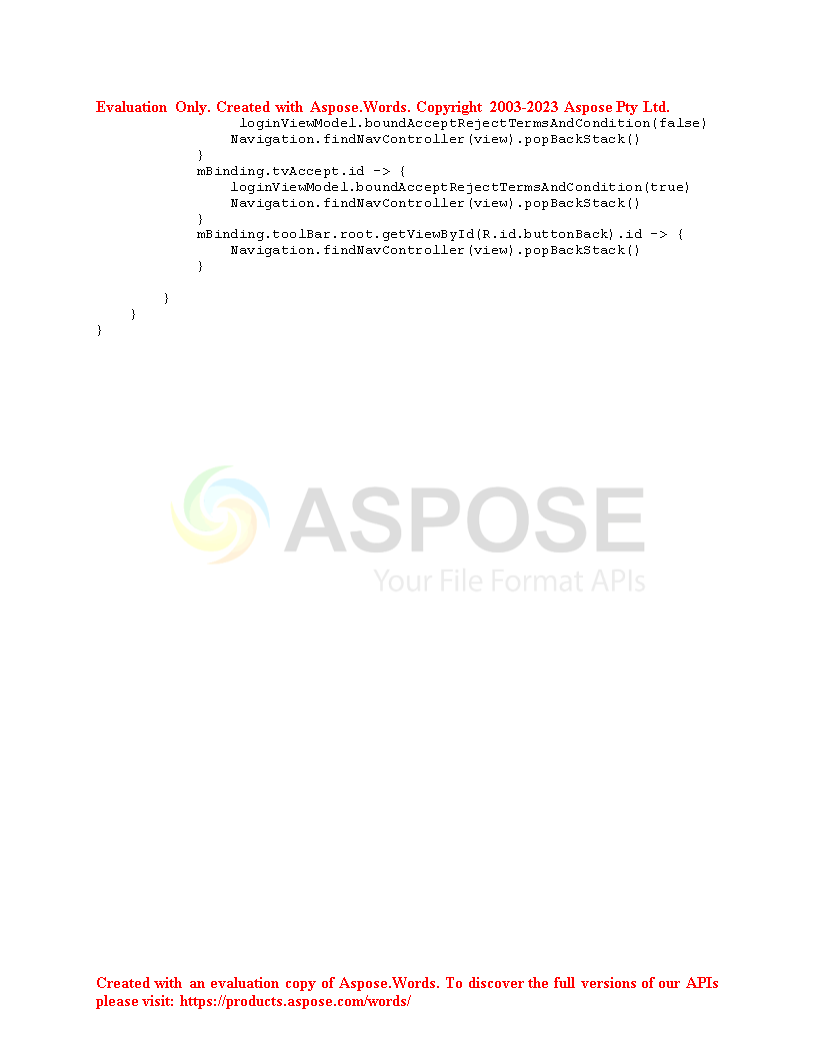 Evaluation Only. Created with Aspose.Words. Copyright 2003-2023 Aspose Pty Ltd.
                 loginViewModel.boundAcceptRejectTermsAndCondition(false)
                Navigation.findNavController(view).popBackStack()
            }
            mBinding.tvAccept.id -> {
                loginViewModel.boundAcceptRejectTermsAndCondition(true)
                Navigation.findNavController(view).popBackStack()
            }
            mBinding.toolBar.root.getViewById(R.id.buttonBack).id -> {
                Navigation.findNavController(view).popBackStack()
            }
        }
    }
}
ASPOSE
Your File Format APIs
Created with an evaluation copy of Aspose.Words. To discover the full versions of our APIs
please visit: https://products.aspose.com/words/